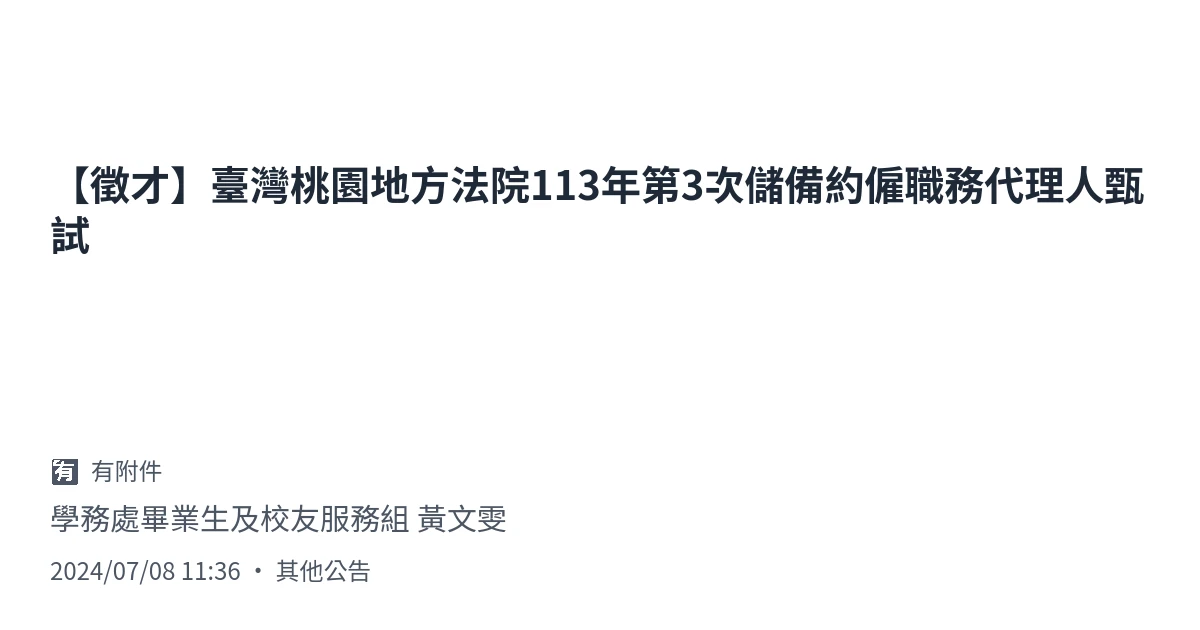 【徵才】臺灣桃園地方法院113年第3次儲備約僱職務代理人甄
試
有 有附件
學務處畢業生及校友服務組 黃文雯
2024/07/08 11:36 • 其他公告